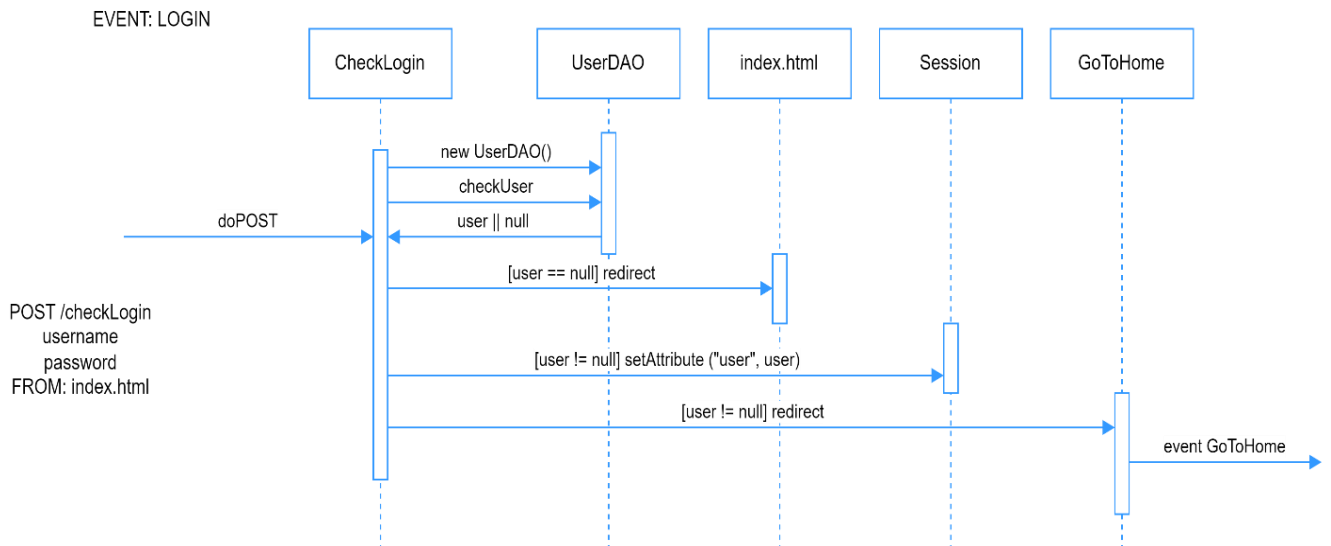 EVENT: LOGIN
CheckLogin
UserDAO
index.html
Session
GoToHome
new UserDAO()
checkUser
doPOST
user || null
[user == null] redirect
POST /checkLogin
username
password
FROM: index.html
[user != null] setAttribute ("user", user)
[user != null] redirect
event GoToHome